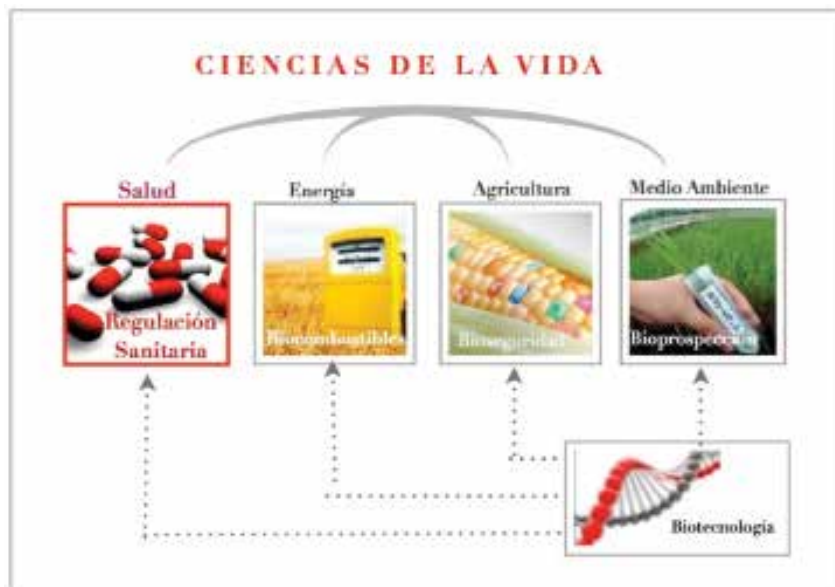 CIENCIAS DE LA VIDA
Salud
Energía
Agricultura
Medio Ambiente
Regulación
Sanitaria
Biocombustibles
Bioseguridad
Bioprospección
Biotecnología